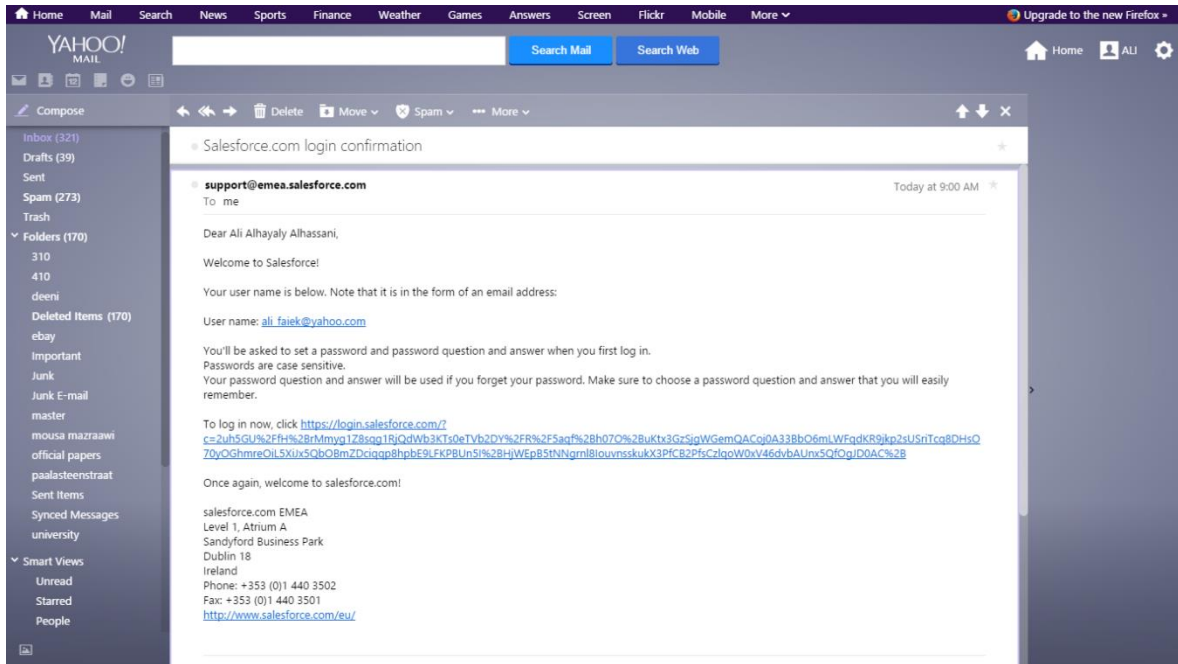 Home Mail Search News Sports Finance Weather Games Answers Screen Flickr Mobile More Upgrade to the new Firefox »
YAHOO!
MAIL
Search Mail Search Web
Home ALI
Compose
Delete Move Spam More
Inbox (321)
Drafts (39)
Sent
Spam (273)
Trash
Folders (170)
310
410
deeni
Deleted Items (170)
ebay
Important
Junk
Junk E-mail
master
mousa mazraawi
official papers
paalasteenstraat
Sent Items
Synced Messages
university
Smart Views
Unread
Starred
People
Salesforce.com login confirmation
support@emea.salesforce.com Today at 9:00 AM
To me
Dear Ali Alhayaly Alhassani,
Welcome to Salesforce!
Your user name is below. Note that it is in the form of an email address:
User name: ali_faiek@yahoo.com
You'll be asked to set a password and password question and answer when you first log in.
Passwords are case sensitive.
Your password question and answer will be used if you forget your password. Make sure to choose a password question and answer that you will easily
remember.
To log in now, click https://login.salesforce.com/?
Once again, welcome to salesforce.com!
salesforce.com EMEA
Level 1, Atrium A
Sandyford Business Park
Dublin 18
Ireland
Phone: +353 (0)1 440 3502
Fax: +353 (0)1 440 3501
http://www.salesforce.com/eu/